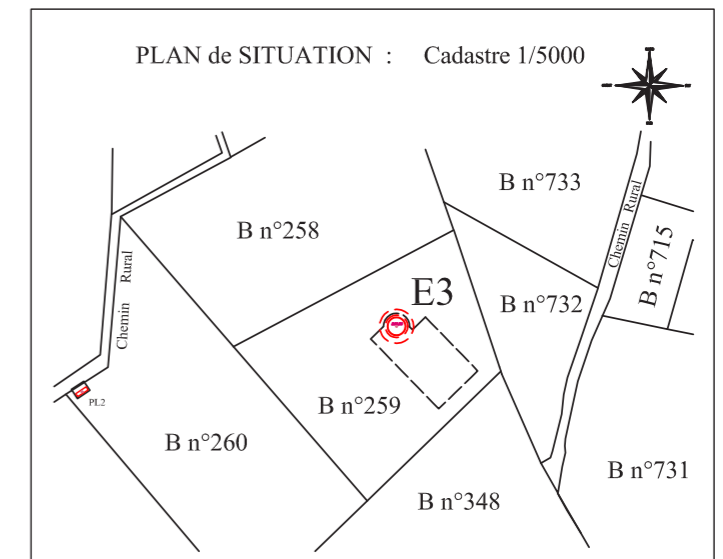 PLAN de SITUATION : Cadastre 1/5000
B n°733
Chemin Rural
B n°258
B n°715
Chemin Rural
E3
B n°732
PL2
B n°259
B n°260
B n°731
B n°348